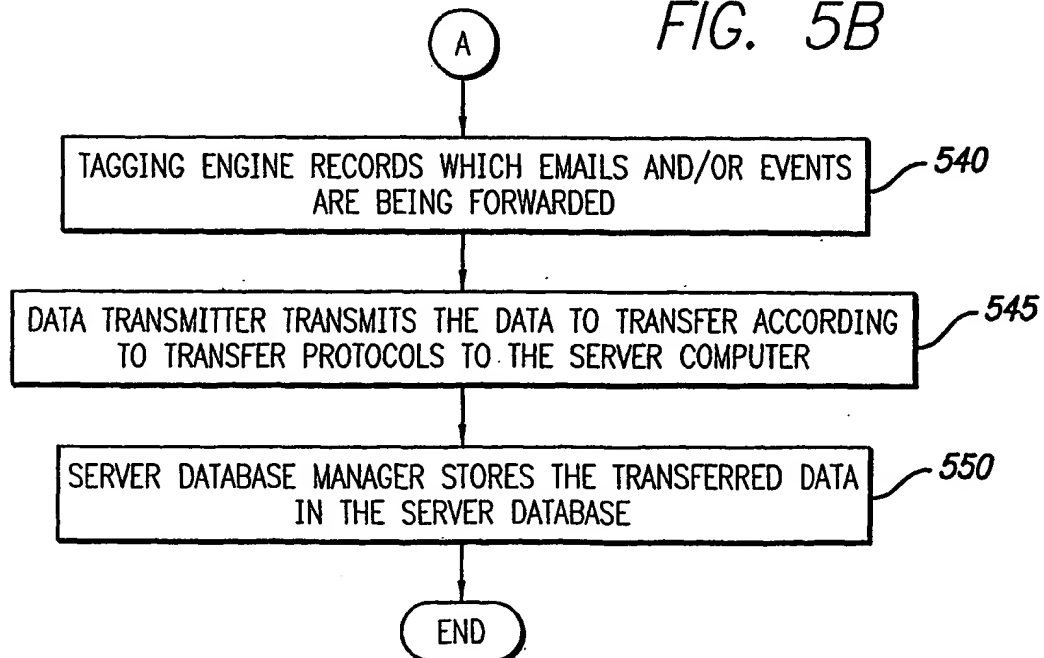 FIG. 5B
A
TAGGING ENGINE RECORDS WHICH EMAILS AND/OR EVENTS
ARE BEING FORWARDED
540
DATA TRANSMITTER TRANSMITS THE DATA TO TRANSFER ACCORDING
TO TRANSFER PROTOCOLS TO THE SERVER COMPUTER
545
SERVER DATABASE MANAGER STORES THE TRANSFERRED DATA
IN THE SERVER DATABASE
550
END